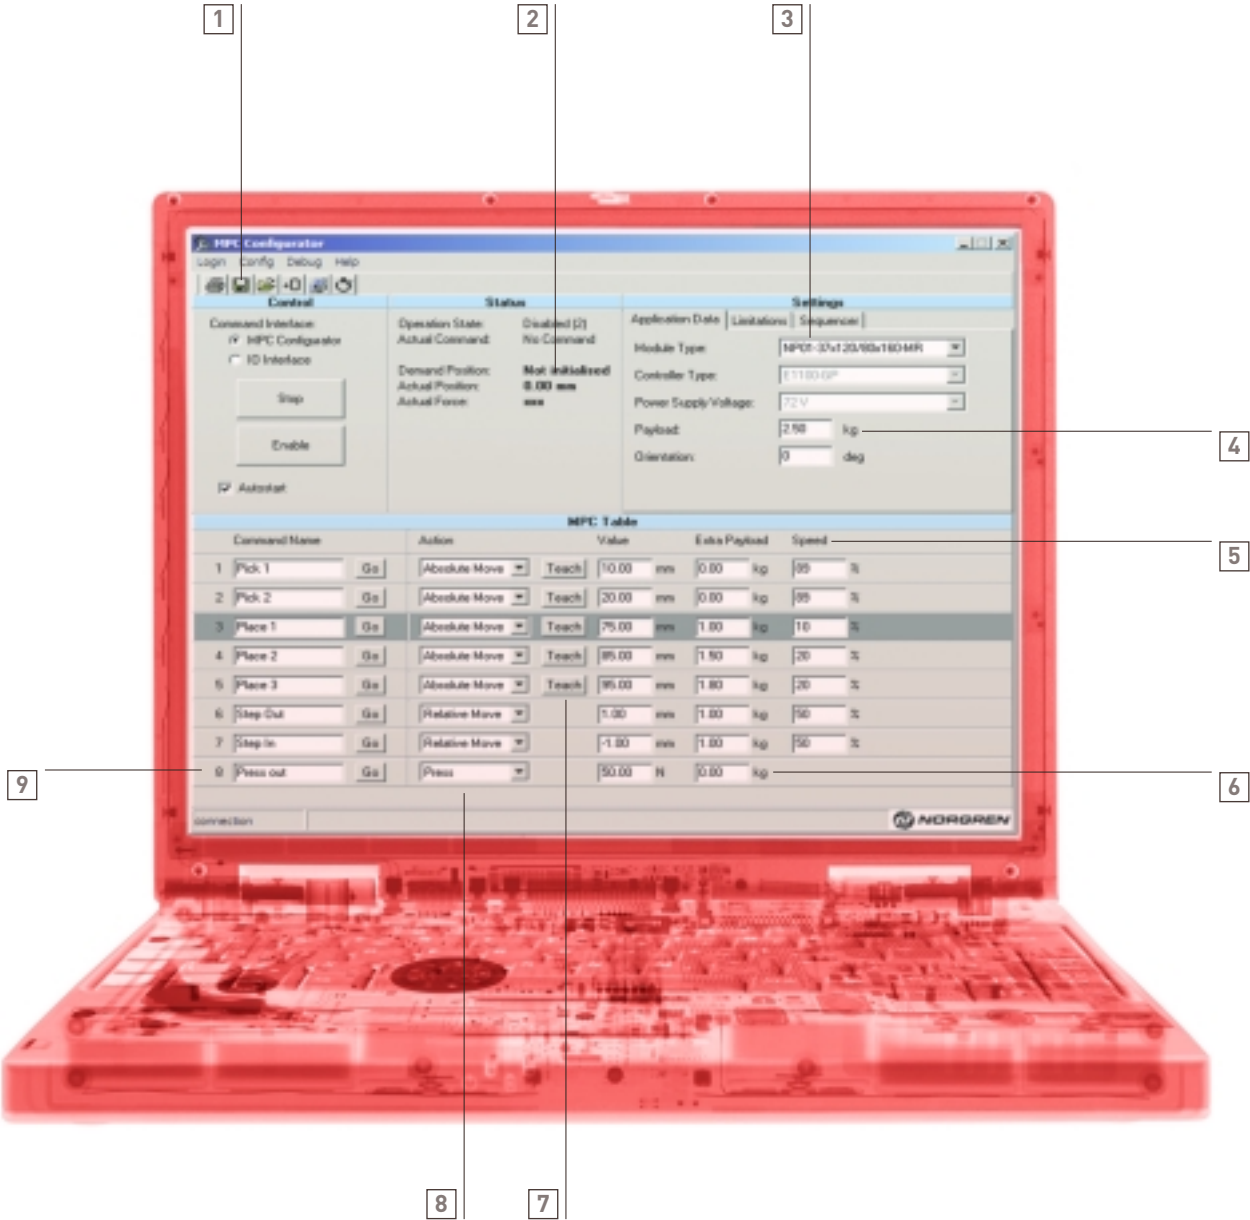 1 2 3
MPC Configurator
Login Config Debug Help
Control Status Settings
Command Interface: Operation State: Disabled (2) Application Data Limitations Sequencer
MPC Configurator Actual Command: No Command Module Type:
IO Interface Demand Position: Not initialised Controller Type: E1100-GP
Stop Actual Position: 0.00 mm Power Supply Voltage: 72 V
Actual Force: Payload: kg 4
Enable Orientation: 0 deg
Autostart
MPC Table
Command Name Action Value Extra Payload Speed 5
1 Pick 1 Go Absolute Move Teach 10.00 mm 0.00 kg %
2 Pick 2 Go Absolute Move Teach 20.00 mm 0.00 kg %
3 Place 1 Go Absolute Move Teach 75.00 mm 1.00 kg 10 %
4 Place 2 Go Absolute Move Teach 85.00 mm kg 20 %
5 Place 3 Go Absolute Move Teach 95.00 mm kg 20 %
6 Step Out Go Relative Move 1.00 mm 1.00 kg 50 %
7 Step In Go Relative Move -1.00 mm 1.00 kg 50 %
9 8 Press out Go Press 50.00 N 0.00 kg 6
connection NORGREN
8 7